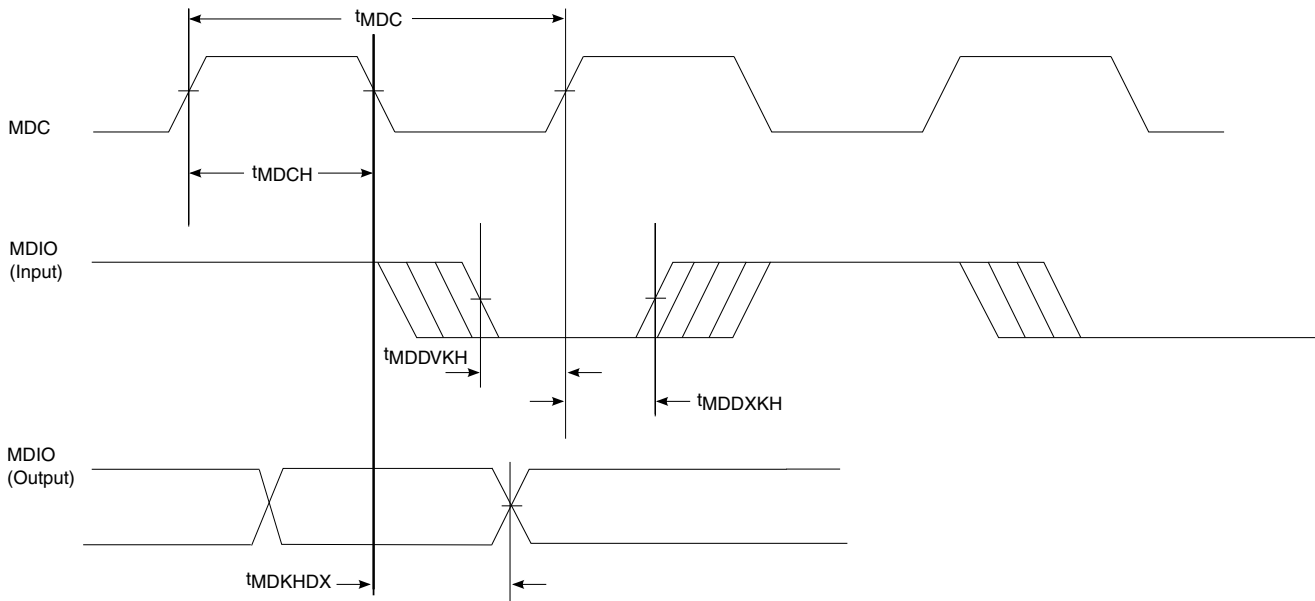 tMDC
MDC
tMDCH
MDIO
(Input)
tMDDVKH
tMDDXKH
MDIO
(Output)
tMDKHDX